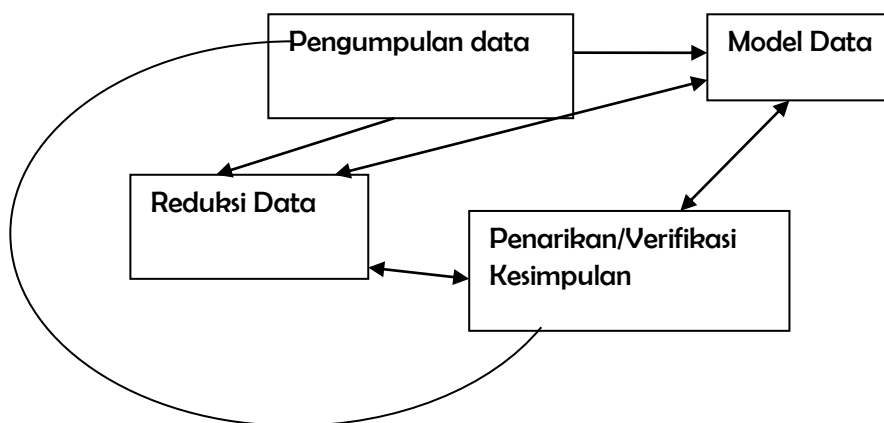 Pengumpulan data
Model Data
Reduksi Data
Penarikan/Verifikasi
Kesimpulan